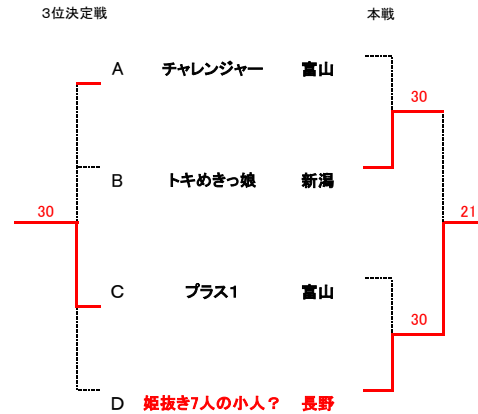 3位決定戦 本戦
A チャレンジャー 富山
30
B トキめきっ娘 新潟
30 21
C プラス1 富山
30
D 姫抜き7人の小人? 長野